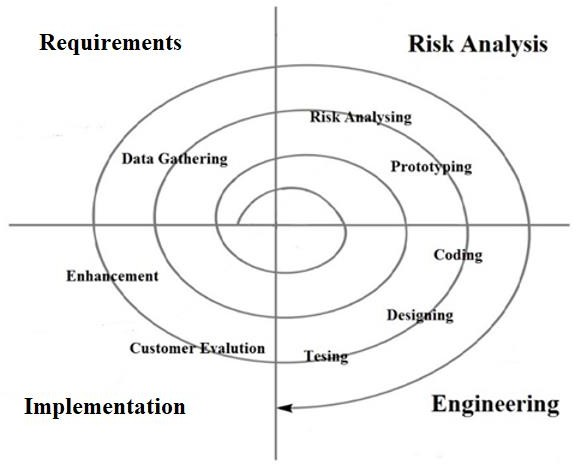 Requirements
Risk Analysis
Risk Analysing
Data Gathering
Prototyping
Coding
Enhancement
Designing
Customer Evalution
Tesing
Implementation
Engineering